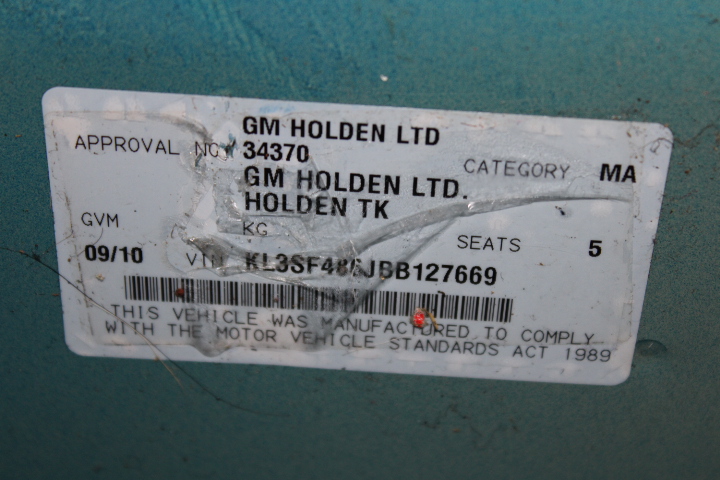 GM HOLDEN LTD
APPROVAL NO 34370 CATEGORY MA
GM HOLDEN LTD.
HOLDEN TK
GVM KG SEATS 5
09/10 VIN
THIS VEHICLE WAS MANUFACTURED TO COMPLY
WITH THE MOTOR VEHICLE STANDARDS ACT 1989